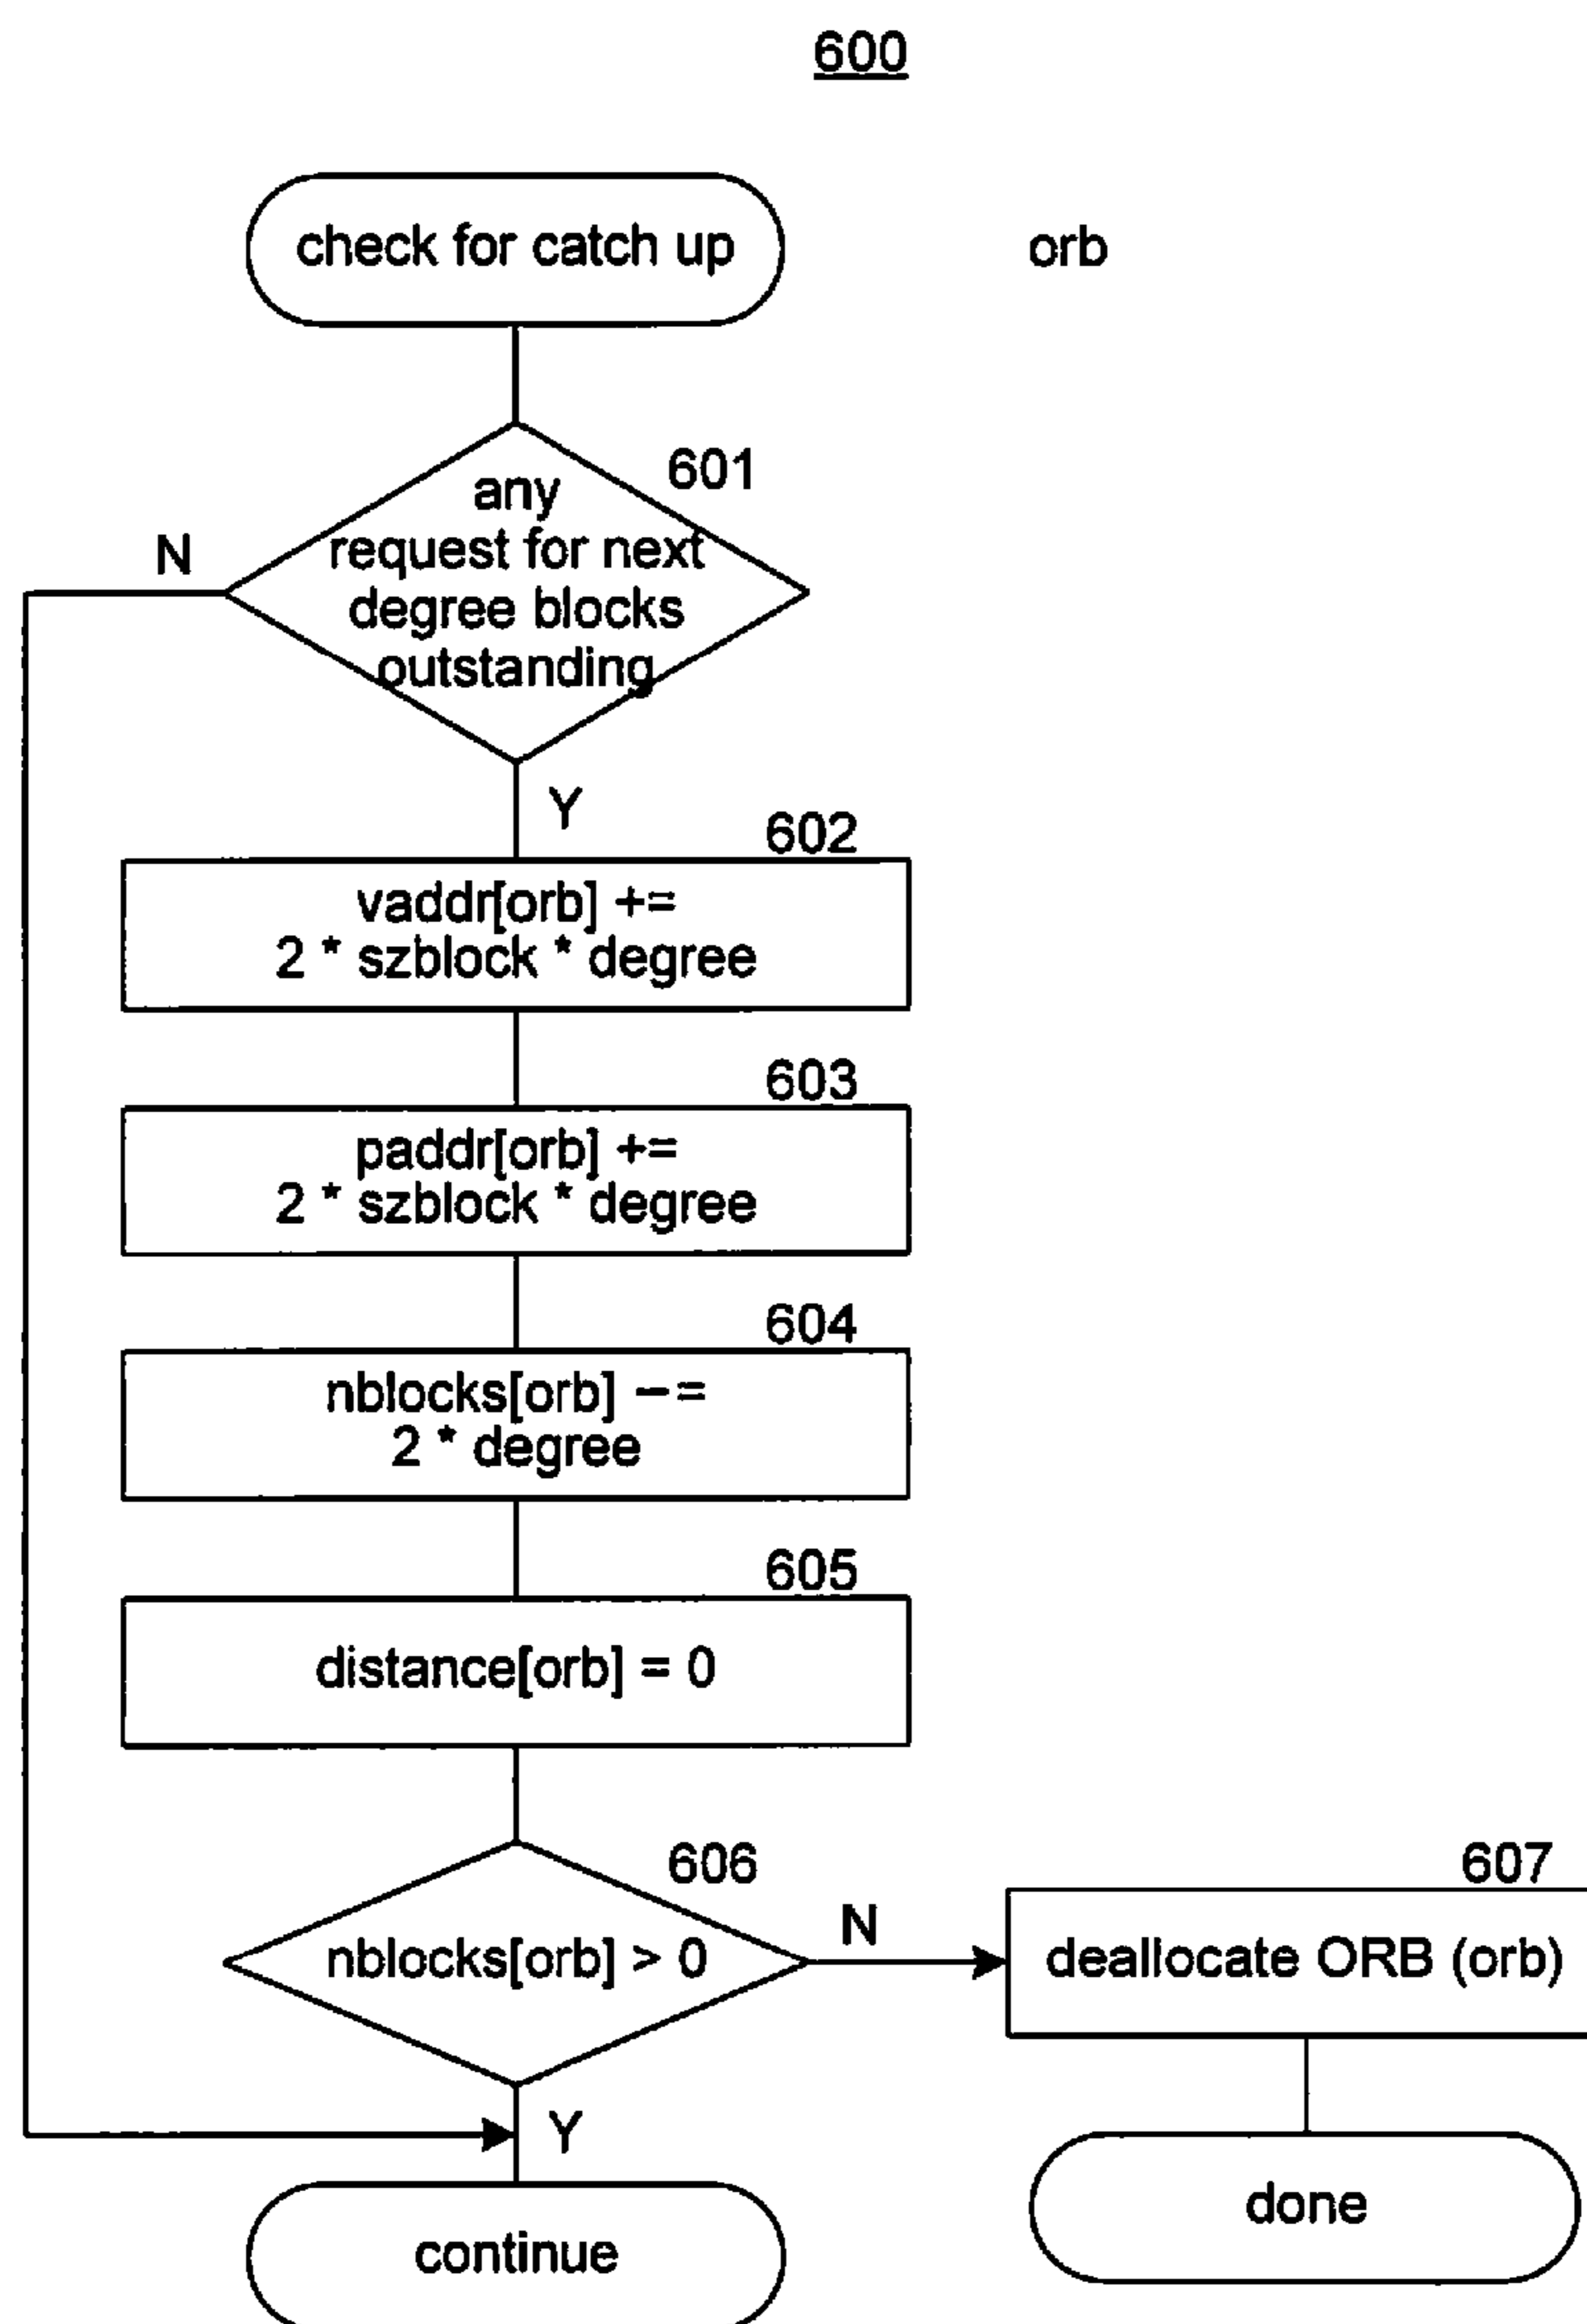 600
check for catch up
orb
601
any
request for next
degree blocks
outstanding
N
Y
602
vaddr[orb] +=
2 * szblock * degree
603
paddr[orb] +=
2 * szblock * degree
604
nblocks[orb] –=
2 * degree
605
distance[orb] = 0
606
nblocks[orb] > 0
N
607
deallocate ORB (orb)
Y
continue
done